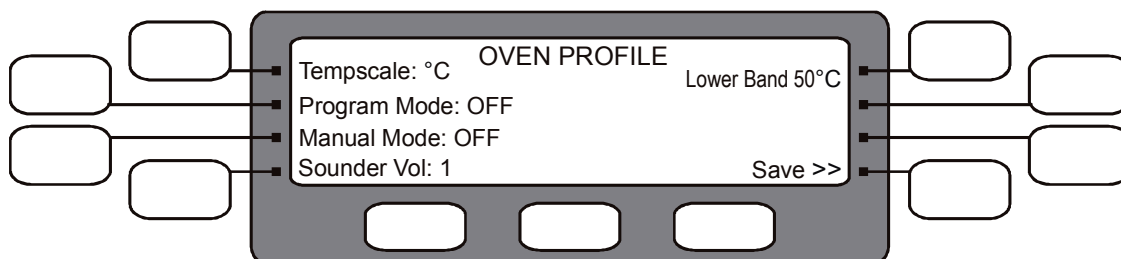 OVEN PROFILE
Tempscale: °C
Lower Band 50°C
Program Mode: OFF
Manual Mode: OFF
Sounder Vol: 1
Save >>